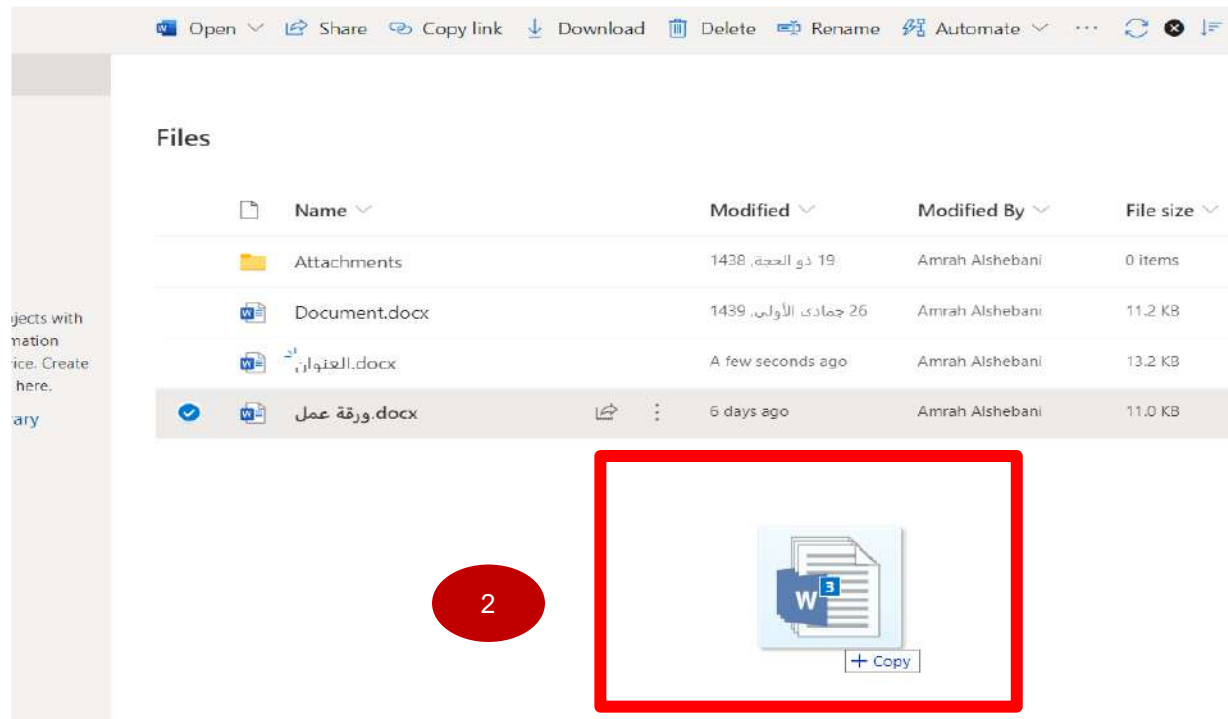 Open Share Copy link Download Delete Rename Automate ...
Files
Name Modified Modified By File size
Attachments 19 ذو الحجة, 1438 Amrah Alshebani 0 items
Document.docx 26 جمادى الأولى, 1439 Amrah Alshebani 11.2 KB
العنوان.docx A few seconds ago Amrah Alshebani 13.2 KB
ورقة عمل.docx 6 days ago Amrah Alshebani 11.0 KB
jects with
mation
ice. Create
here.
ary
2
W 3
+ Copy